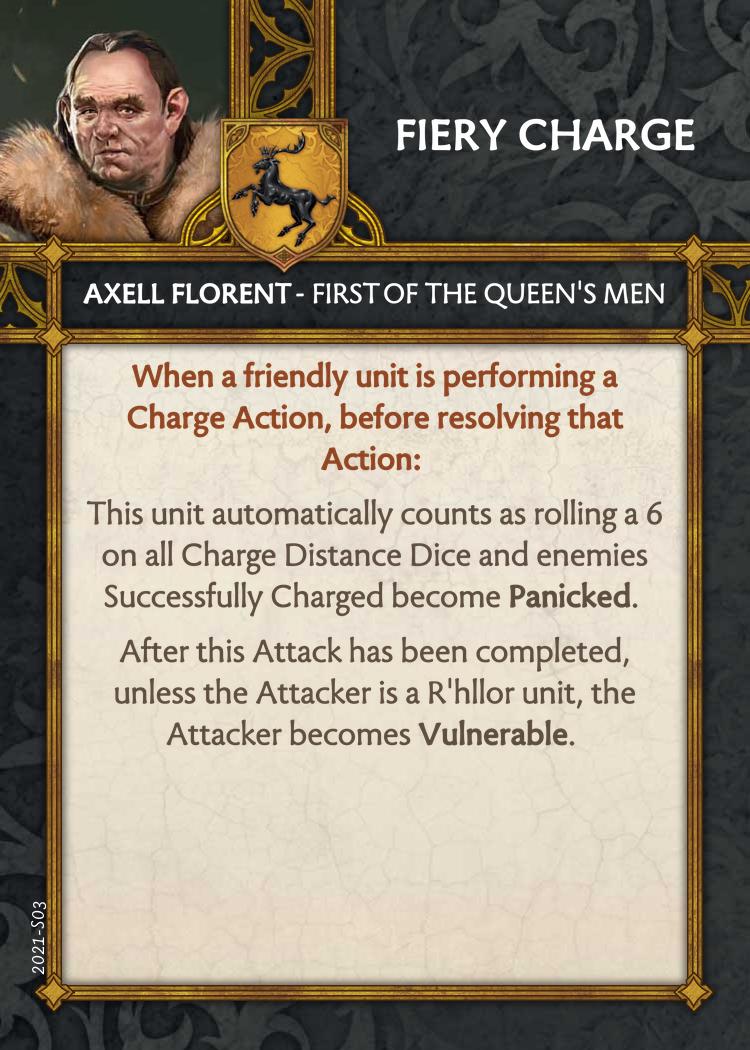 FIERY CHARGE
AXELL FLORENT - FIRST OF THE QUEEN'S MEN
When a friendly unit is performing a
Charge Action, before resolving that
Action:
This unit automatically counts as rolling a 6
on all Charge Distance Dice and enemies
Successfully Charged become Panicked.
After this Attack has been completed,
unless the Attacker is a R'hllor unit, the
Attacker becomes Vulnerable.
2021-S03